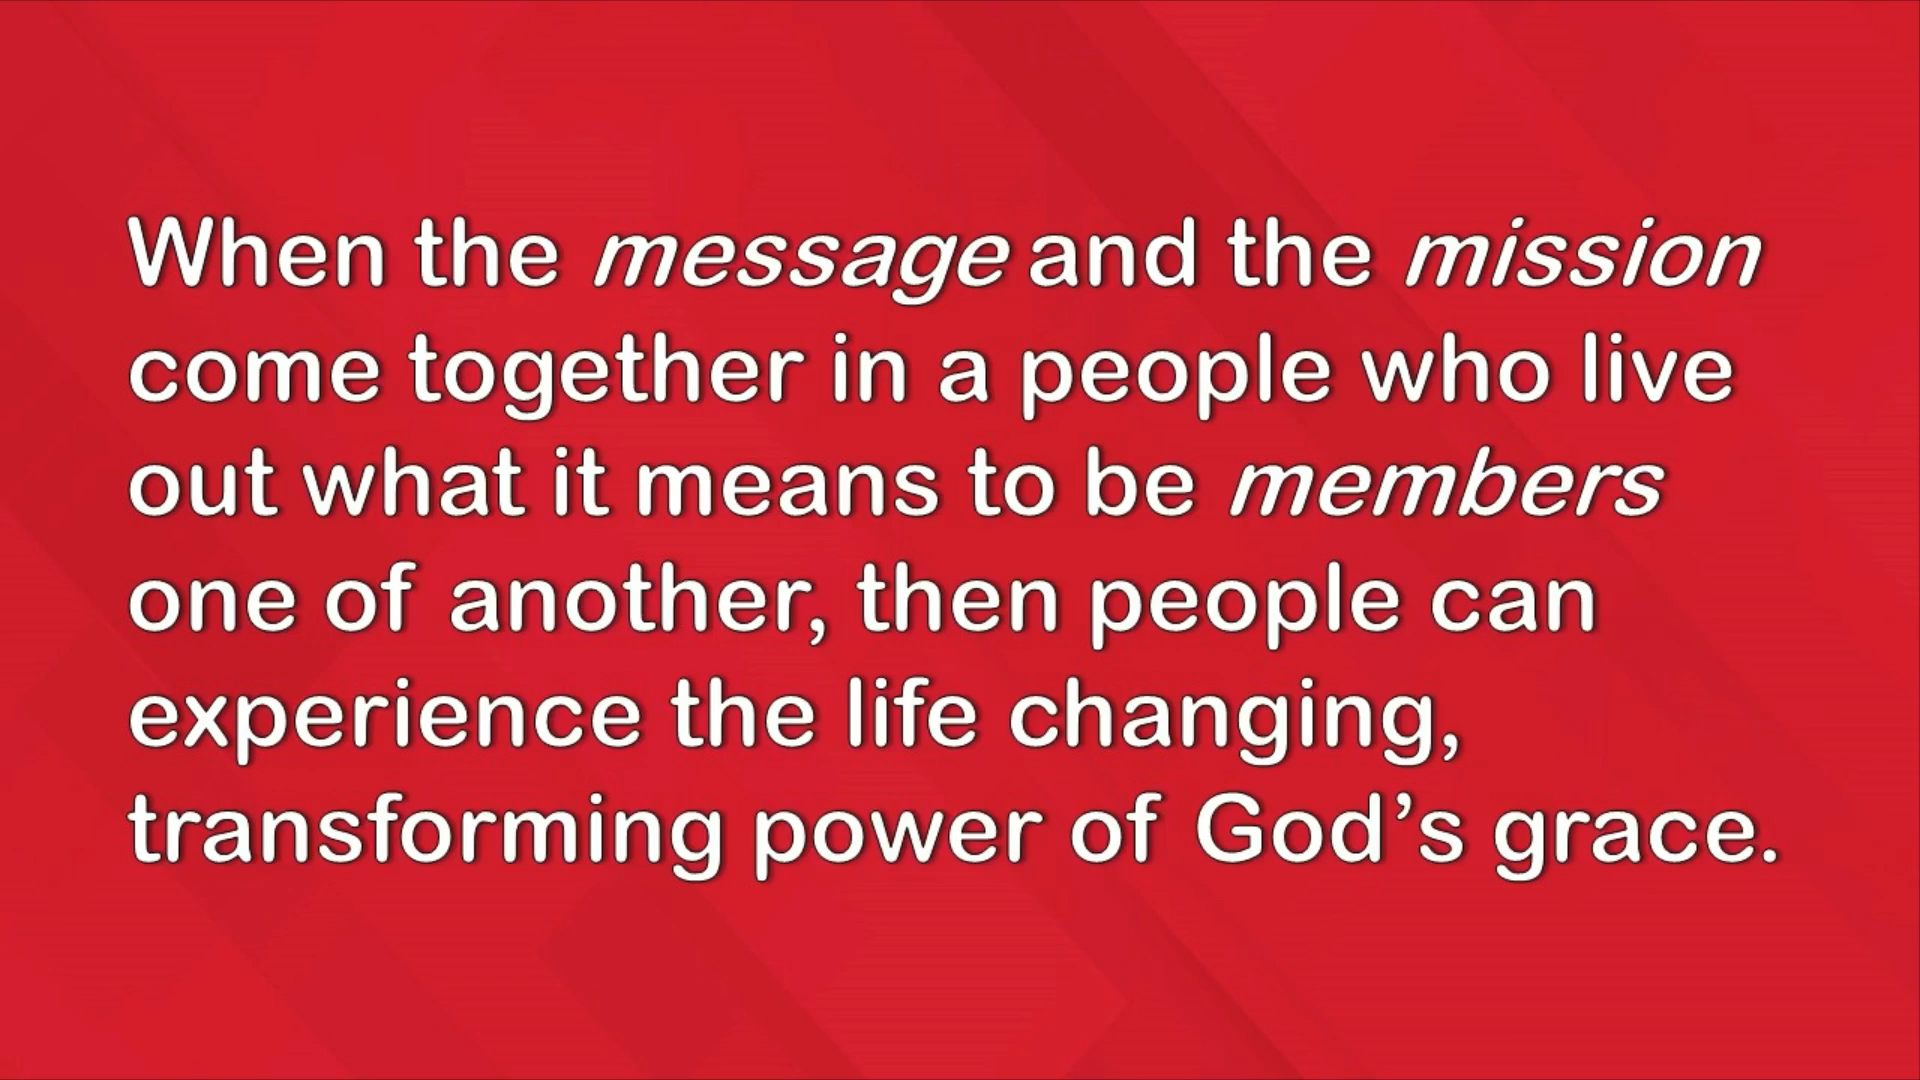 When the message and the mission
come together in a people who live
out what it means to be members
one of another, then people can
experience the life changing,
transforming power of God’s grace.